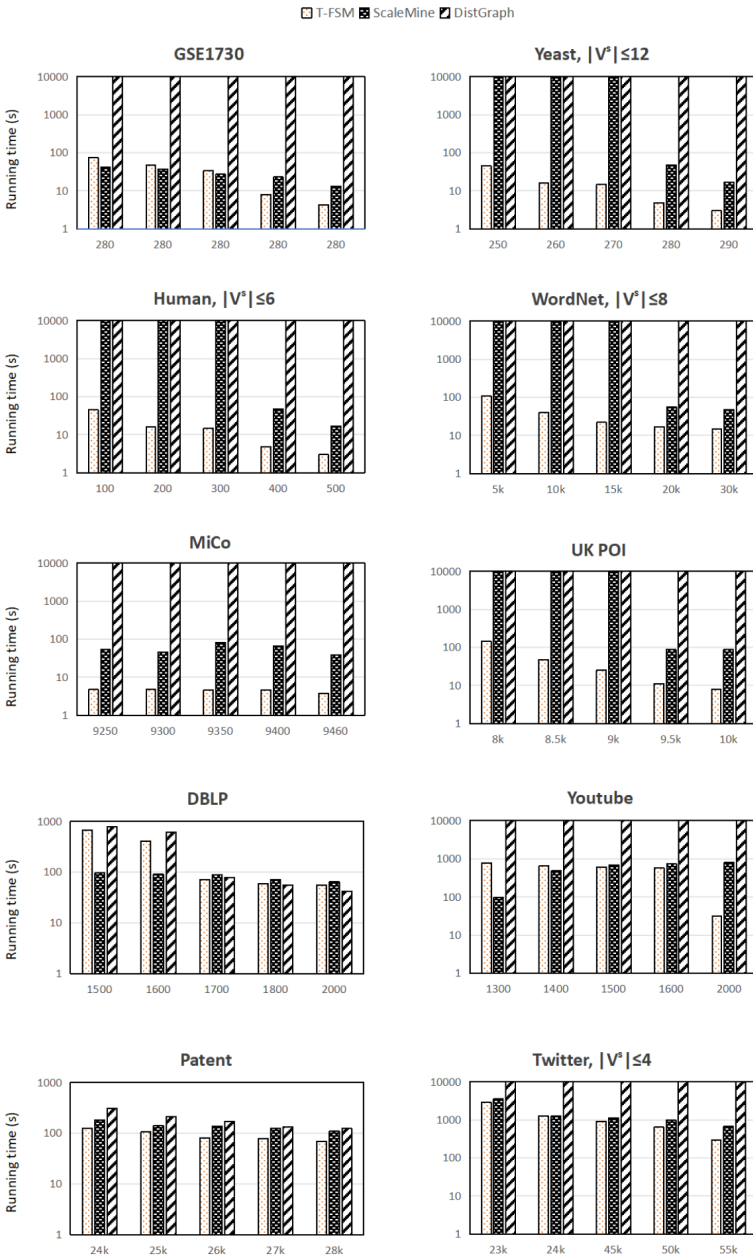 T-FSM ScaleMine DistGraph
GSE1730
Running time (s)
10000
1000
100
10
1
280 280 280 280 280
Yeast, |Vˢ|≤12
10000
1000
100
10
1
250 260 270 280 290
Human, |Vˢ|≤6
Running time (s)
10000
1000
100
10
1
100 200 300 400 500
WordNet, |Vˢ|≤8
10000
1000
100
10
1
5k 10k 15k 20k 30k
MiCo
Running time (s)
10000
1000
100
10
1
9250 9300 9350 9400 9460
UK POI
10000
1000
100
10
1
8k 8.5k 9k 9.5k 10k
DBLP
Running time (s)
1000
100
10
1
1500 1600 1700 1800 2000
Youtube
10000
1000
100
10
1
1300 1400 1500 1600 2000
Patent
Running time (s)
1000
100
10
1
24k 25k 26k 27k 28k
Twitter, |Vˢ|≤4
10000
1000
100
10
1
23k 24k 45k 50k 55k